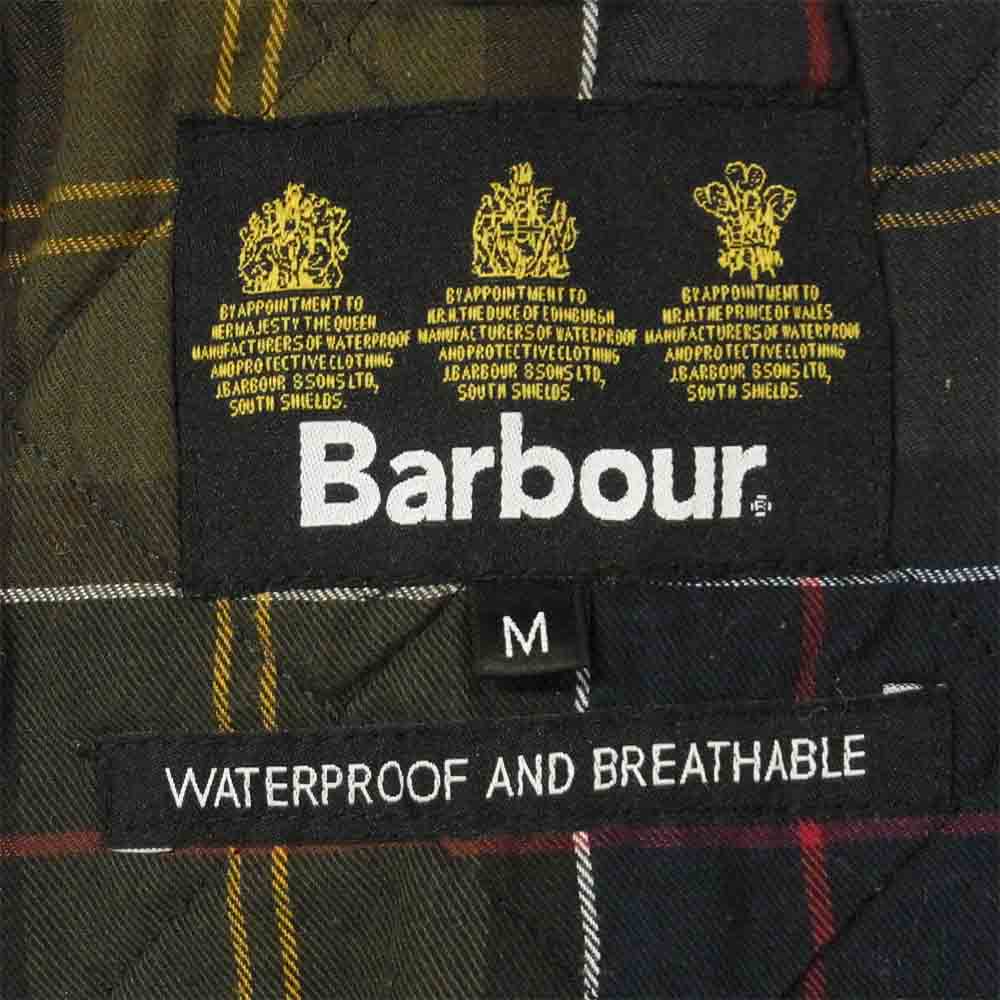 BY APPOINTMENT TO
HER MAJESTY THE QUEEN
MANUFACTURERS OF WATERPROOF
AND PROTECTIVE CLOTHING
J.BARBOUR & SONS LTD,
SOUTH SHIELDS.
BY APPOINTMENT TO
H.R.H. THE DUKE OF EDINBURGH
MANUFACTURERS OF WATERPROOF
AND PROTECTIVE CLOTHING
J.BARBOUR & SONS LTD,
SOUTH SHIELDS.
BY APPOINTMENT TO
H.R.H. THE PRINCE OF WALES
MANUFACTURERS OF WATERPROOF
AND PROTECTIVE CLOTHING
J.BARBOUR & SONS LTD,
SOUTH SHIELDS.
Barbour®
M
WATERPROOF AND BREATHABLE